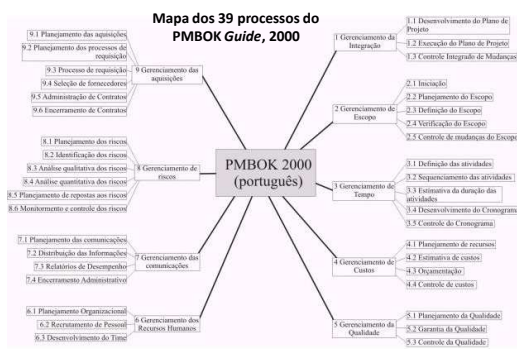 Mapa dos 39 processos do
PMBOK Guide, 2000
PMBOK 2000
(português)
1 Gerenciamento da
Integração
1.1 Desenvolvimento do Plano de
Projeto
1.2 Execução do Plano de Projeto
1.3 Controle Integrado de Mudanças
2 Gerenciamento de
Escopo
2.1 Iniciação
2.2 Planejamento do Escopo
2.3 Definição do Escopo
2.4 Verificação do Escopo
2.5 Controle de mudanças do Escopo
3 Gerenciamento de
Tempo
3.1 Definição das atividades
3.2 Sequenciamento das atividades
3.3 Estimativa da duração das
atividades
3.4 Desenvolvimento do Cronograma
3.5 Controle do Cronograma
4 Gerenciamento de
Custos
4.1 Planejamento de recursos
4.2 Estimativa de custos
4.3 Orçamentação
4.4 Controle de custos
5 Gerenciamento da
Qualidade
5.1 Planejamento da Qualidade
5.2 Garantia da Qualidade
5.3 Controle da Qualidade
6 Gerenciamento dos
Recursos Humanos
6.1 Planejamento Organizacional
6.2 Recrutamento de Pessoal
6.3 Desenvolvimento do Time
7 Gerenciamento das
comunicações
7.1 Planejamento das comunicações
7.2 Distribuição das Informações
7.3 Relatórios de Desempenho
7.4 Encerramento Administrativo
8 Gerenciamento de
riscos
8.1 Planejamento dos riscos
8.2 Identificação dos riscos
8.3 Análise qualitativa dos riscos
8.4 Análise quantitativa dos riscos
8.5 Planejamento de repostas aos riscos
8.6 Monitormento e controle dos riscos
9 Gerenciamento das
aquisições
9.1 Planejamento das aquisições
9.2 Planejamento dos processos de
requisição
9.3 Processo de ruquisição
9.4 Seleção de fornecedores
9.5 Administração de Contratos
9.6 Encerramento de Contratos